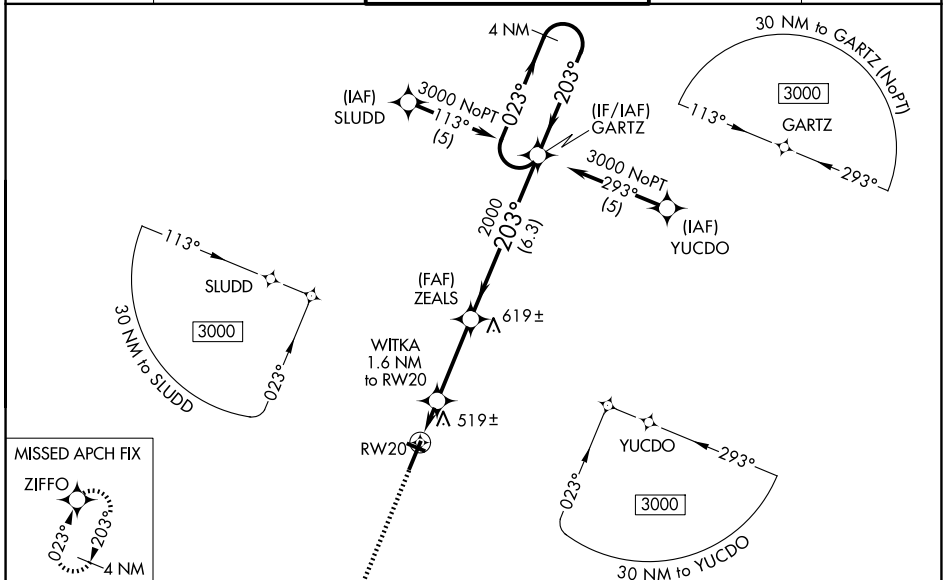 4 NM
023°
203°
(IAF)
SLUDD
3000 NoPT
113°
(5)
(IF/IAF)
GARTZ
3000 NoPT
293°
(5)
(IAF)
YUCDO
30 NM to GARTZ (NoPT)
3000
113°
GARTZ
293°
2000
203°
(6.3)
113°
SLUDD
3000
023°
30 NM to SLUDD
(FAF)
ZEALS
619±
WITKA
1.6 NM
to RW20
519±
RW20
YUCDO
293°
023°
3000
30 NM to YUCDO
MISSED APCH FIX
ZIFFO
023°
203°
4 NM